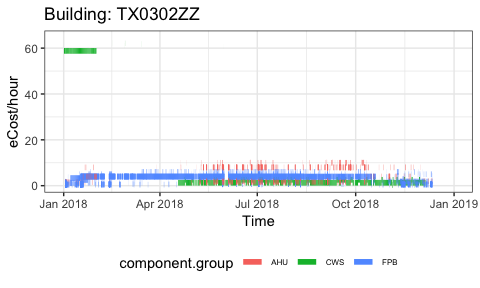 Building: TX0302ZZ
eCost/hour
60
40
20
0
Jan 2018 Apr 2018 Jul 2018 Oct 2018 Jan 2019
Time
component.group AHU CWS FPB